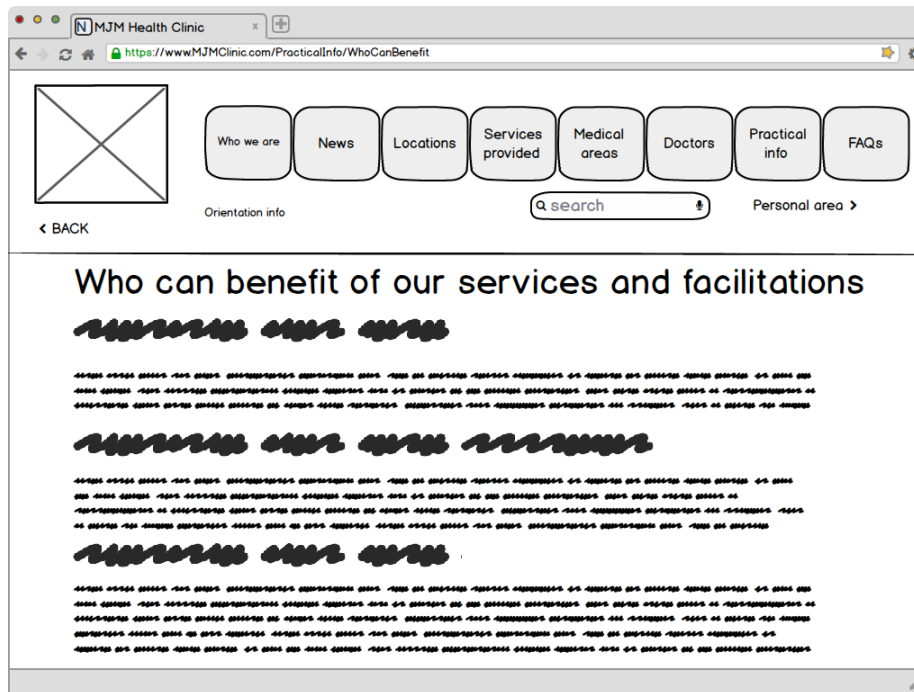 N MJM Health Clinic x
https://www.MJMClinic.com/PracticalInfo/WhoCanBenefit
Who we are
News
Locations
Services
provided
Medical
areas
Doctors
Practical
info
FAQs
search
Personal area >
Orientation info
< BACK
Who can benefit of our services and facilitations